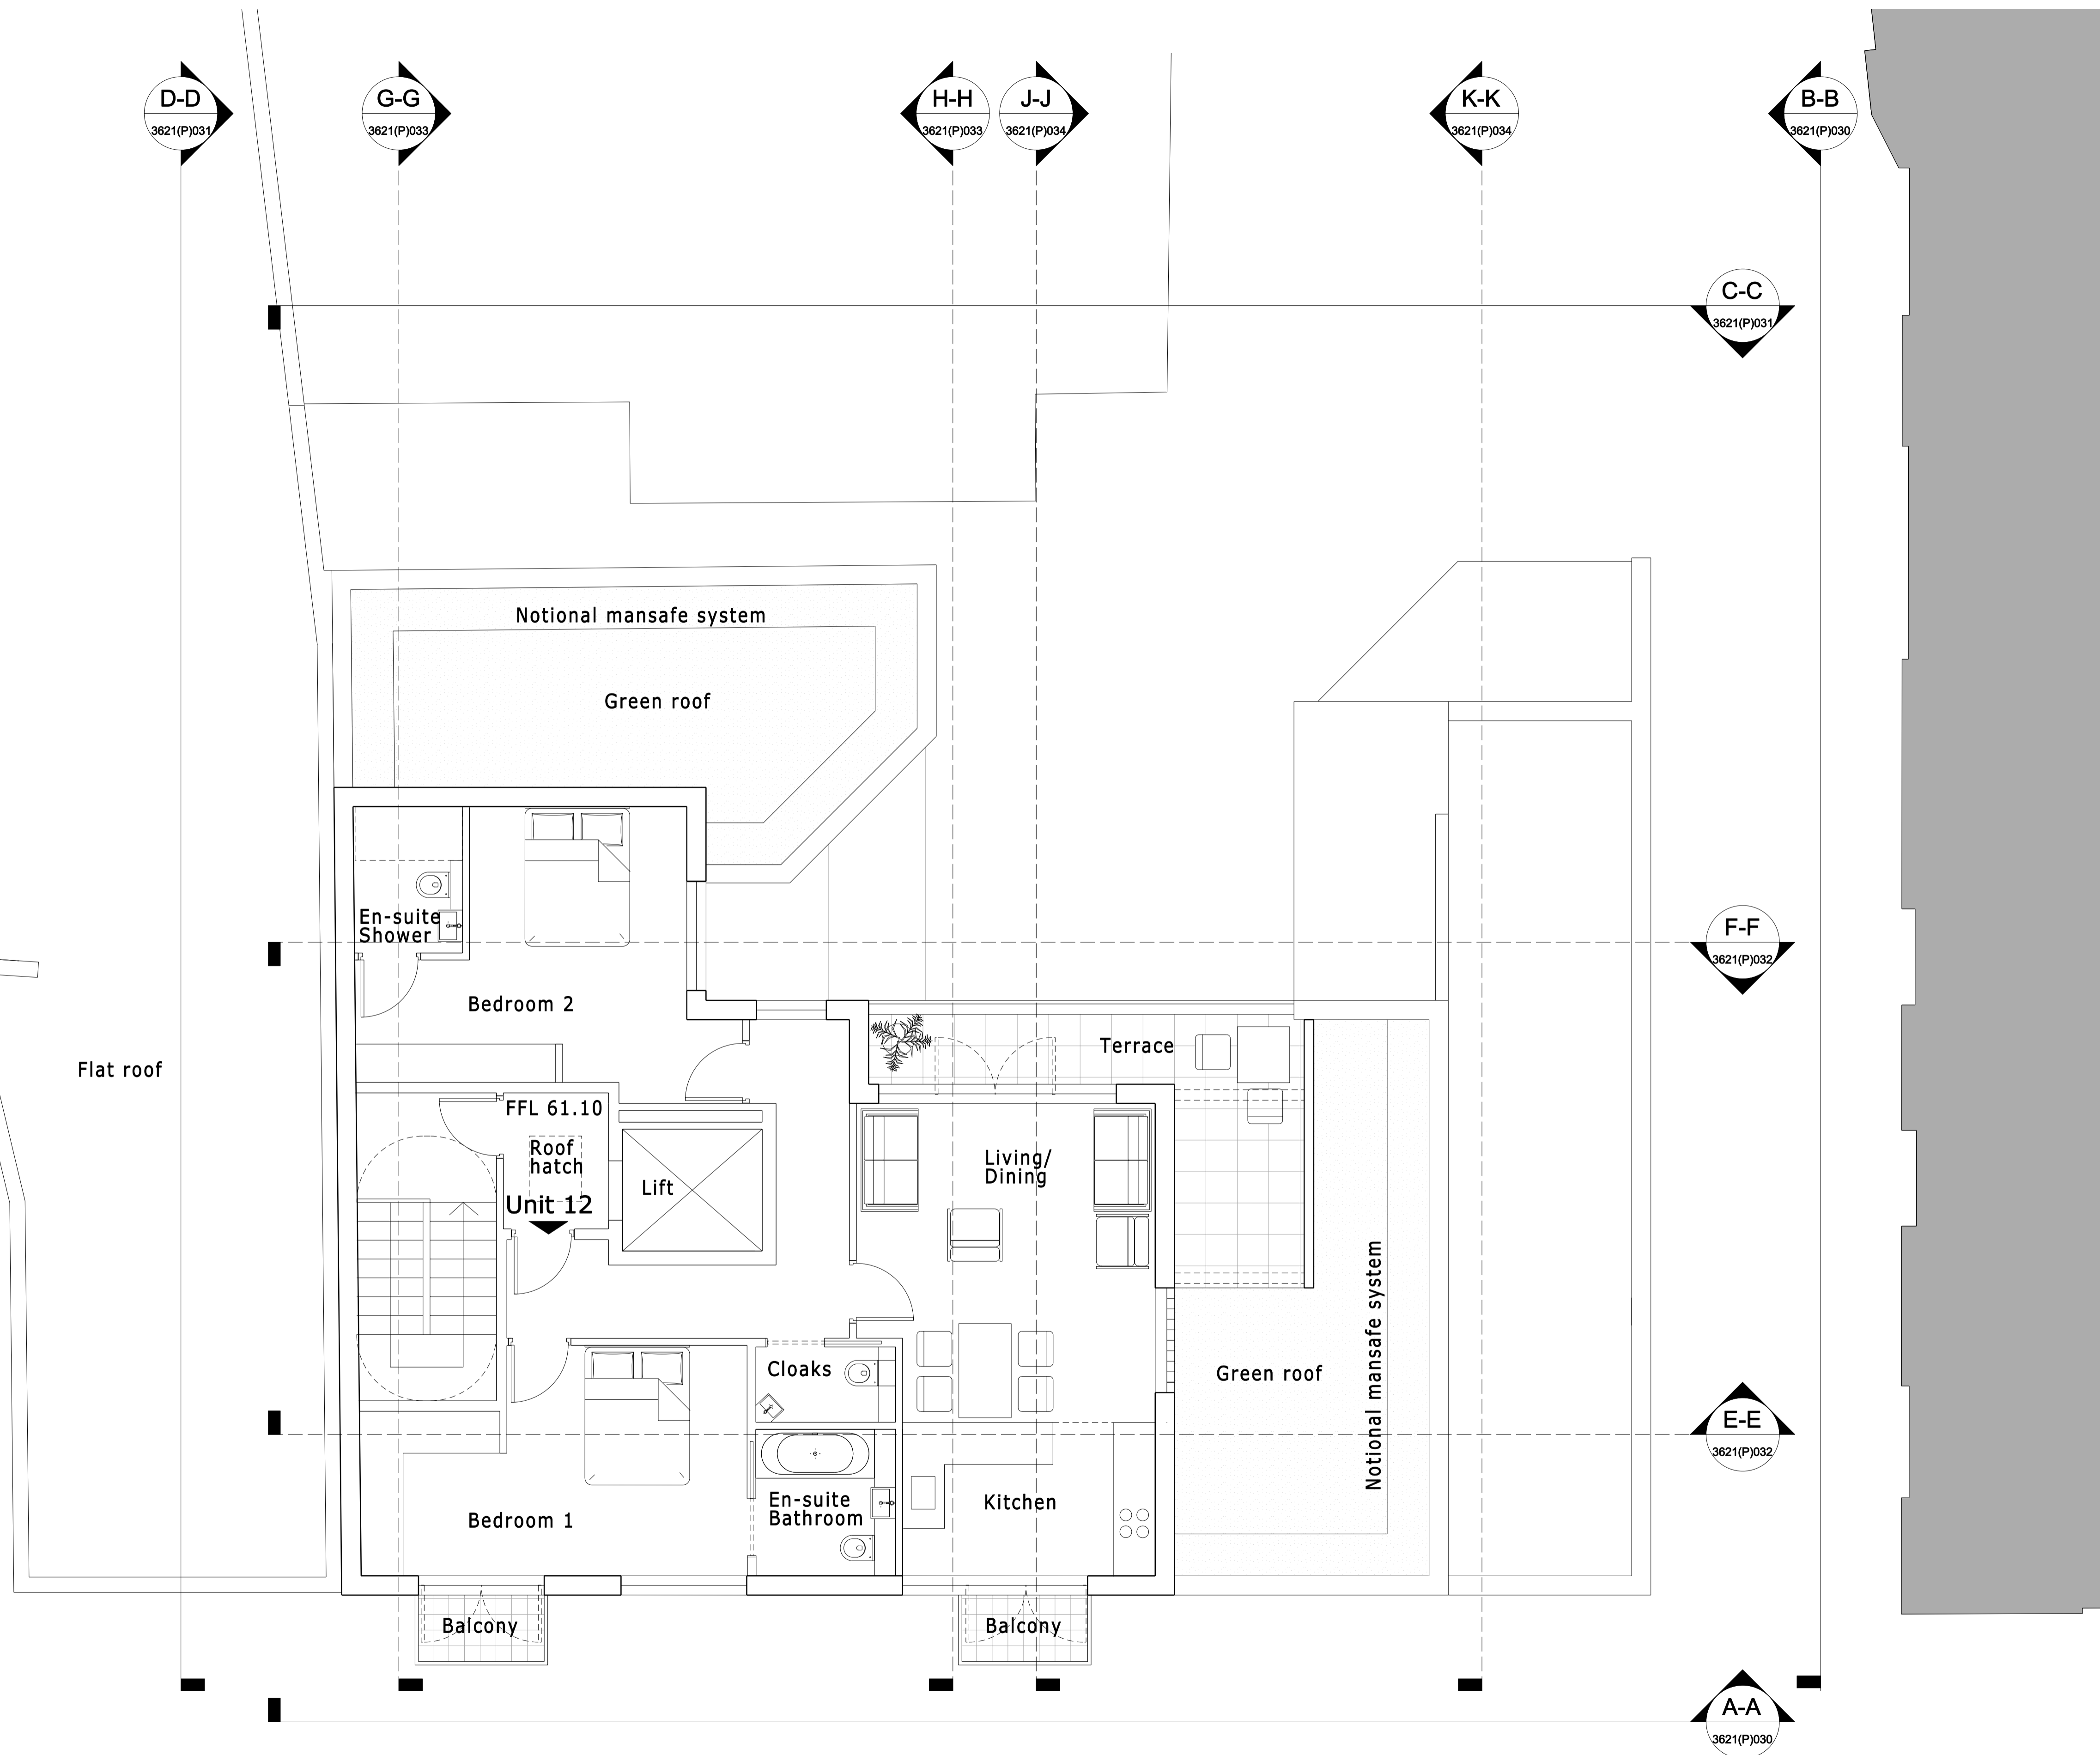 D-D
3621(P)031
G-G
3621(P)033
H-H
3621(P)033
J-J
3621(P)034
K-K
3621(P)034
B-B
3621(P)030
C-C
3621(P)031
Notional mansafe system
Green roof
En-suite
Shower
F-F
3621(P)032
Bedroom 2
Terrace
Flat roof
FFL 61.10
Roof
hatch
Unit 12
Lift
Living/
Dining
Notional mansafe system
Cloaks
Green roof
E-E
3621(P)032
En-suite
Bathroom
Kitchen
Bedroom 1
Balcony
Balcony
A-A
3621(P)030